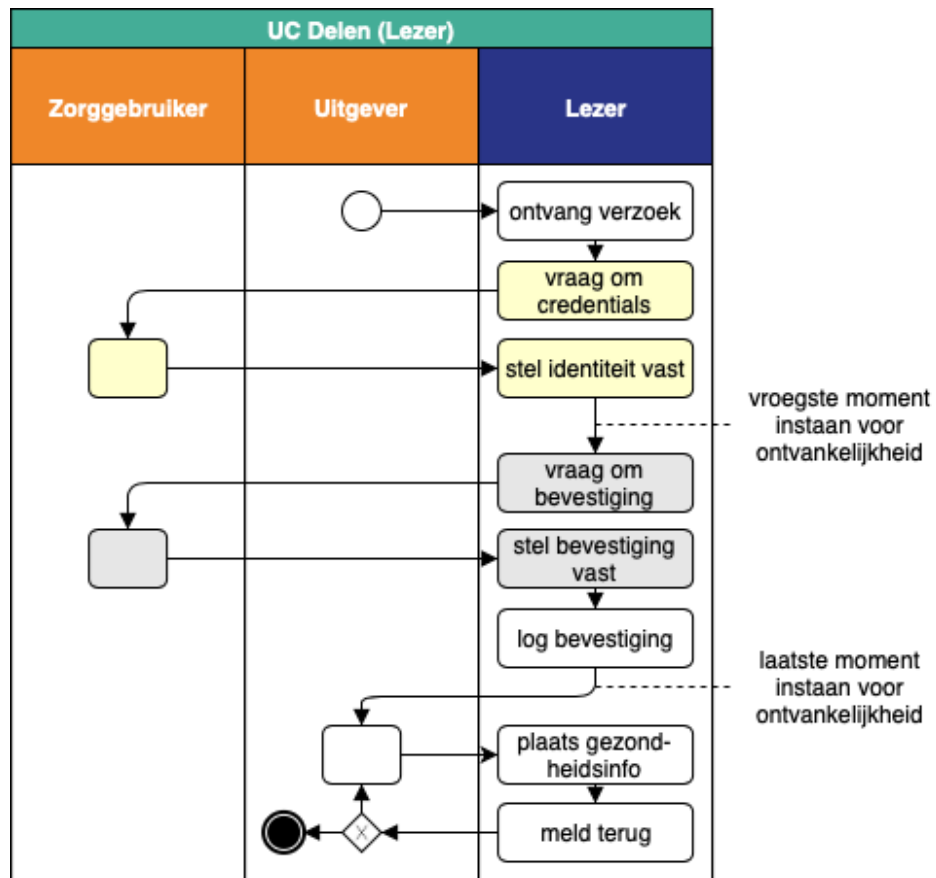 UC Delen (Lezer)
Zorggebruiker
Uitgever
Lezer
ontvang verzoek
vraag om
credentials
stel identiteit vast
vroegste moment
instaan voor
ontvankelijkheid
vraag om
bevestiging
stel bevestiging
vast
log bevestiging
laatste moment
instaan voor
ontvankelijkheid
plaats gezond-
heidsinfo
X
meld terug